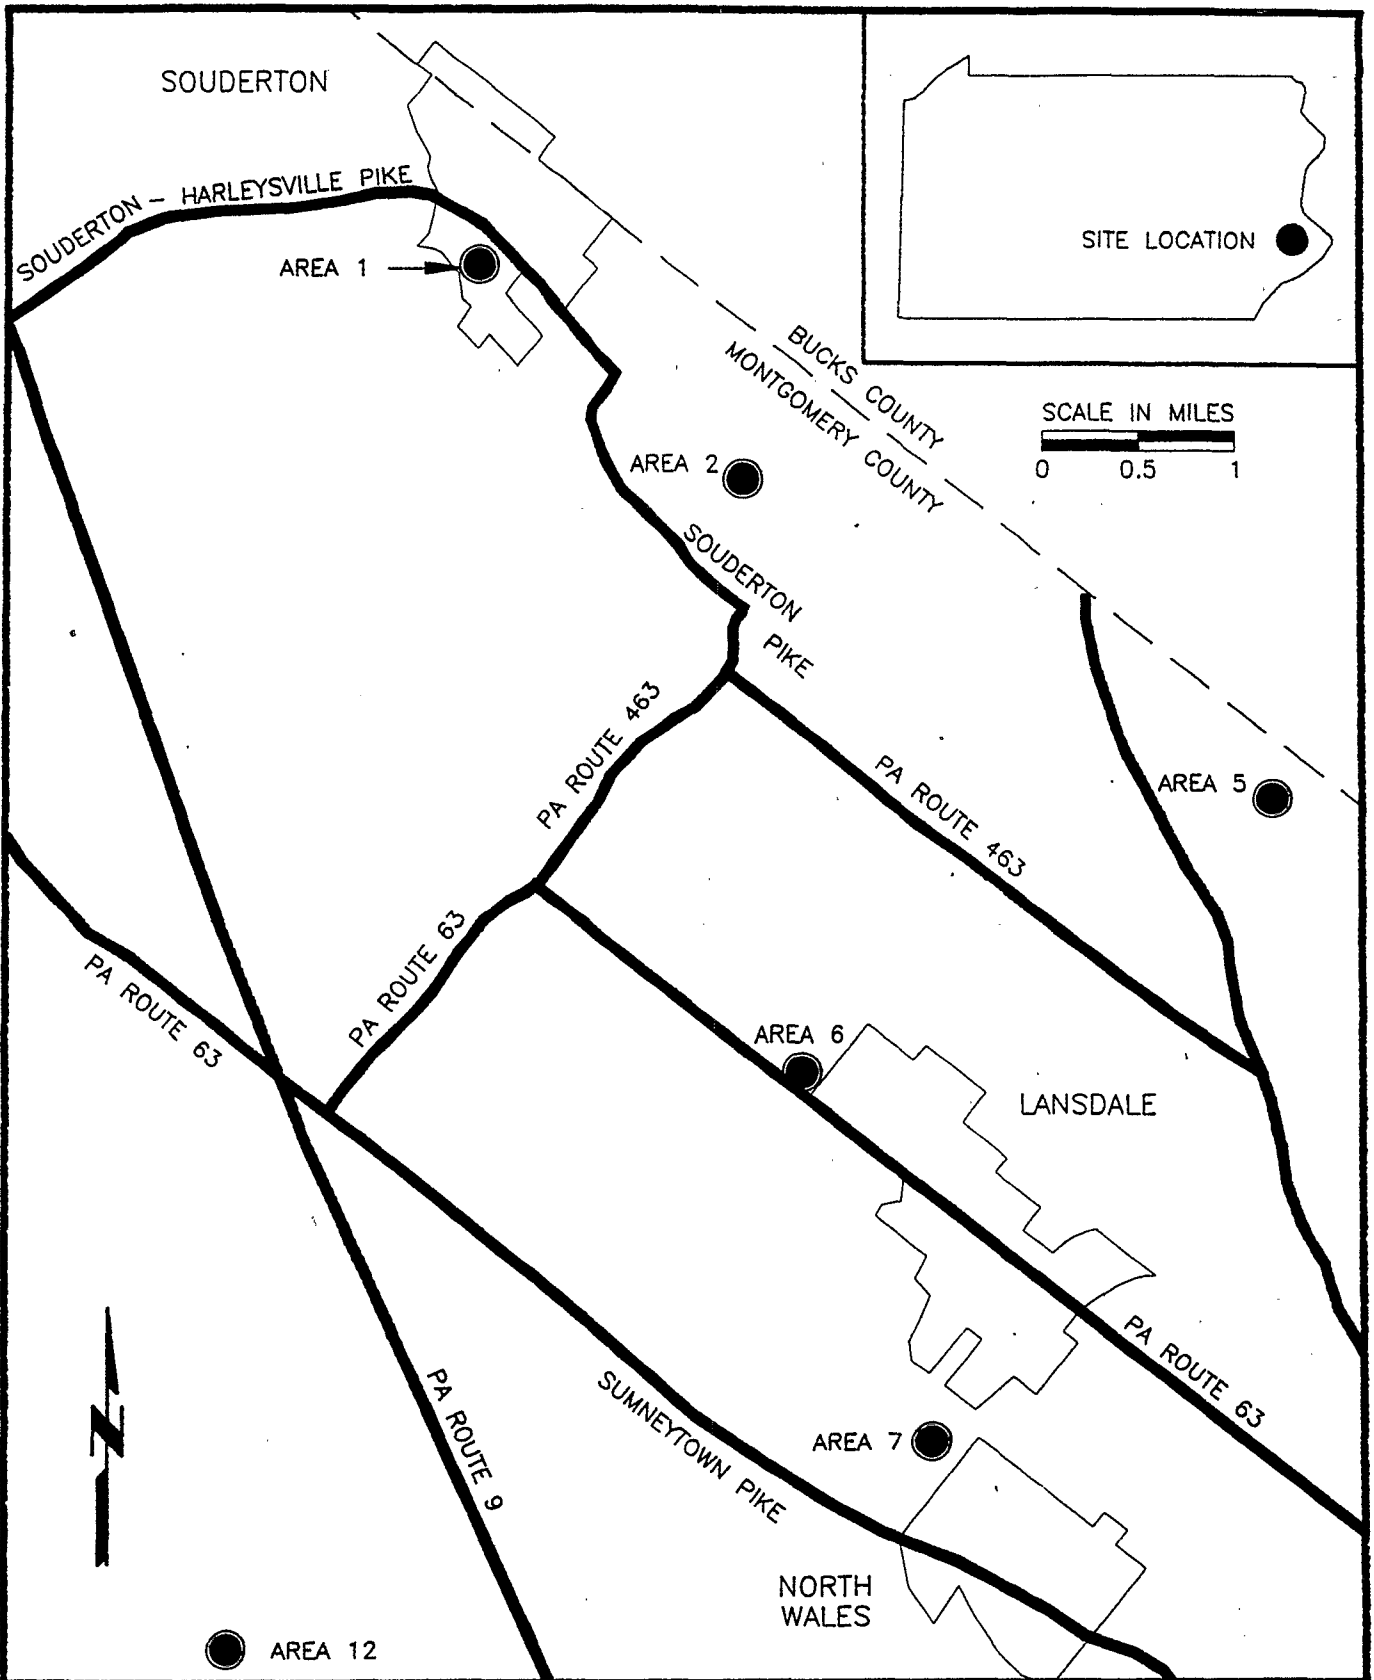 SOUDERTON
SOUDERTON – HARLEYSVILLE PIKE
AREA 1
SITE LOCATION
BUCKS COUNTY
MONTGOMERY COUNTY
SCALE IN MILES
0 0.5 1
AREA 2
SOUDERTON
PIKE
PA ROUTE 463
PA ROUTE 463
AREA 5
PA ROUTE 63
PA ROUTE 63
AREA 6
LANSDALE
PA ROUTE 63
SUMNEYTOWN PIKE
PA ROUTE 9
AREA 7
N
NORTH
WALES
AREA 12